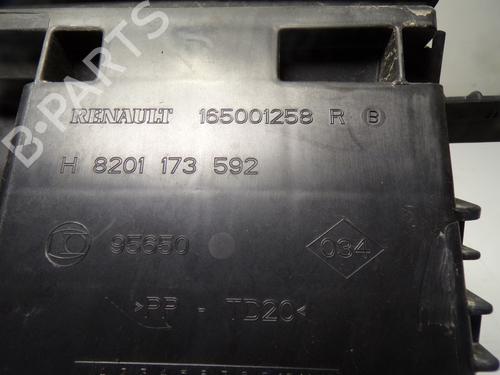 B-PARTS
RENAULT 165001258 R B
H 8201 173 592
95650 034
>PP - TD20<